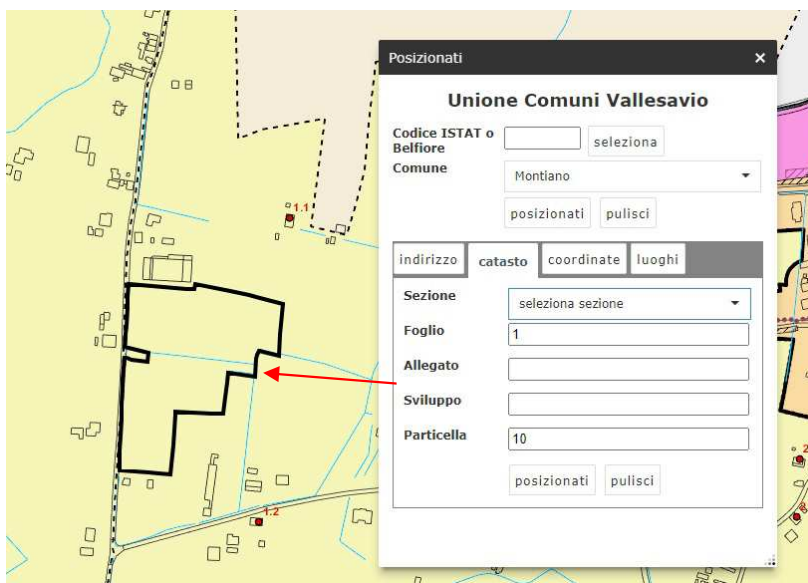 Posizionati ×
Unione Comuni Vallesavio
Codice ISTAT o
Belfiore
seleziona
Comune
Montiano
posizionati pulisci
indirizzo catasto coordinate luoghi
Sezione
seleziona sezione
Foglio
1
Allegato
Sviluppo
Particella
10
posizionati pulisci
1.1
1.2
2